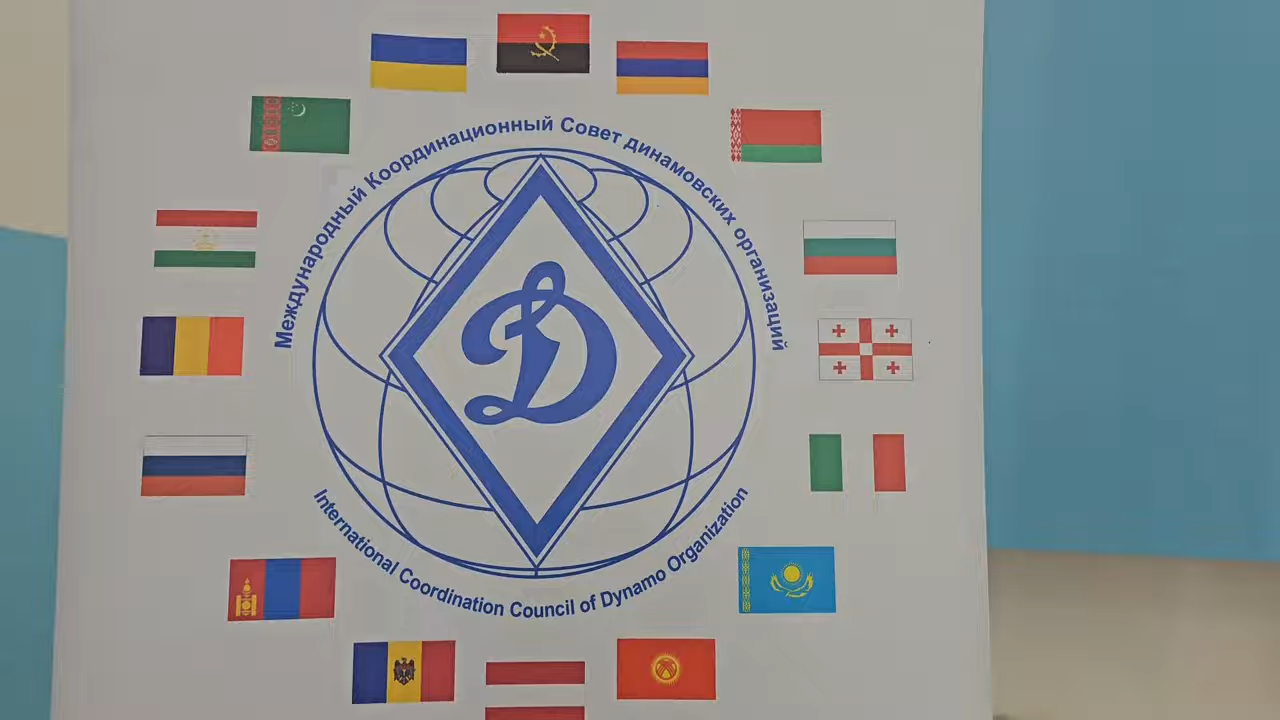 Международный Координационный Совет динамовских организаций
D
International Coordination Council of Dynamo Organization